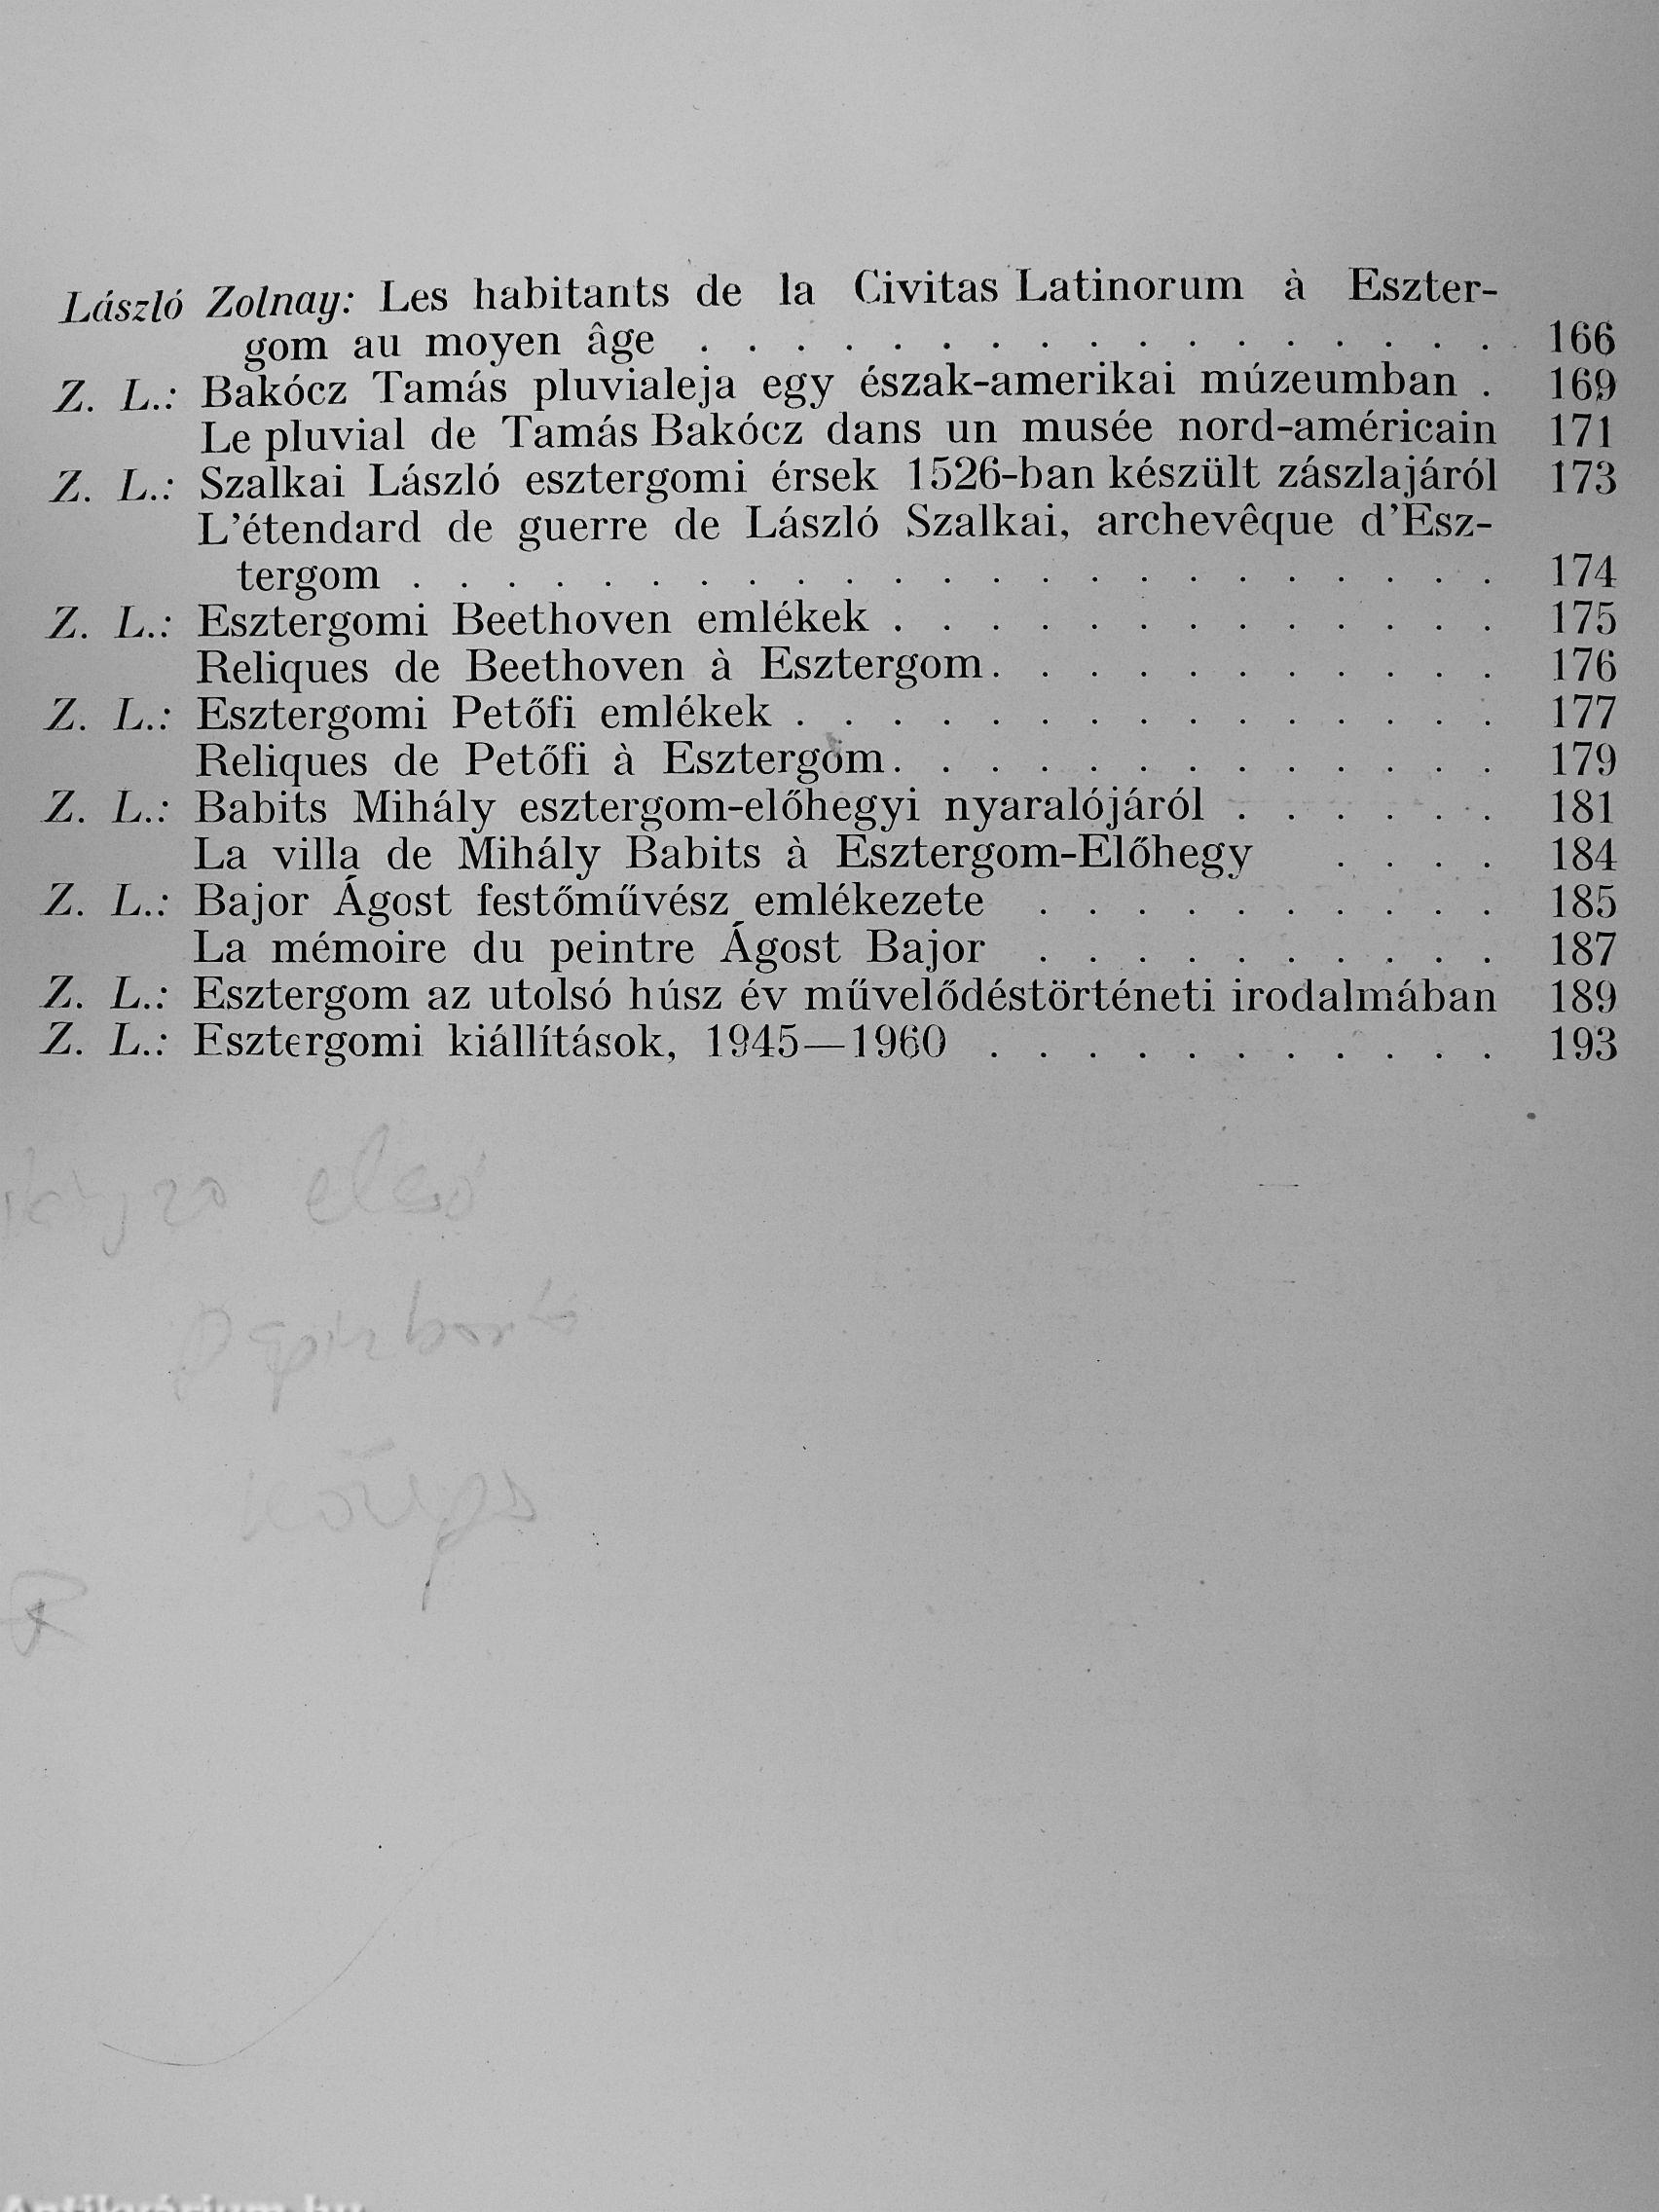 László Zolnay: Les habitants de la Civitas Latinorum à Eszter-
gom au moyen âge . . . . . . . . . . . . . . . . . . 166
Z. L.: Bakócz Tamás pluvialeja egy észak-amerikai múzeumban . 169
Le pluvial de Tamás Bakócz dans un musée nord-américain 171
Z. L.: Szalkai László esztergomi érsek 1526-ban készült zászlajáról 173
L'étendard de guerre de László Szalkai, archevêque d'Esz-
tergom . . . . . . . . . . . . . . . . . . . . . . . 174
Z. L.: Esztergomi Beethoven emlékek . . . . . . . . . . . . . 175
Reliques de Beethoven à Esztergom. . . . . . . . . . . 176
Z. L.: Esztergomi Petőfi emlékek . . . . . . . . . . . . . . . 177
Reliques de Petőfi à Esztergom. . . . . . . . . . . . . 179
Z. L.: Babits Mihály esztergom-előhegyi nyaralójáról . . . . . . 181
La villa de Mihály Babits à Esztergom-Előhegy . . . . 184
Z. L.: Bajor Ágost festőművész emlékezete . . . . . . . . . . 185
La mémoire du peintre Ágost Bajor . . . . . . . . . . 187
Z. L.: Esztergom az utolsó húsz év művelődéstörténeti irodalmában 189
Z. L.: Esztergomi kiállítások, 1945—1960 . . . . . . . . . . . 193
első
Antikvárium.hu